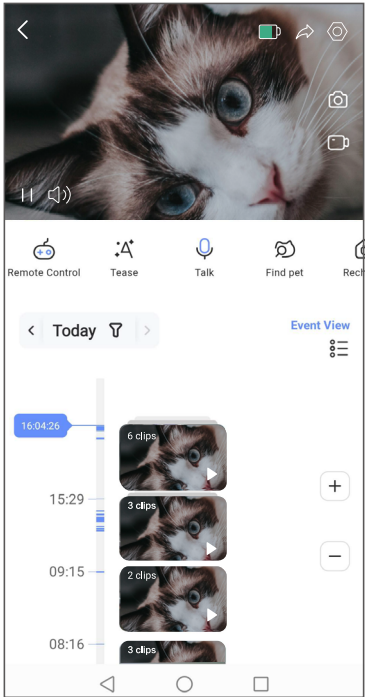 Remote Control
Tease
Talk
Find pet
Rech
Today
Event View
16:04:26
6 clips
15:29
3 clips
09:15
2 clips
08:16
3 clips